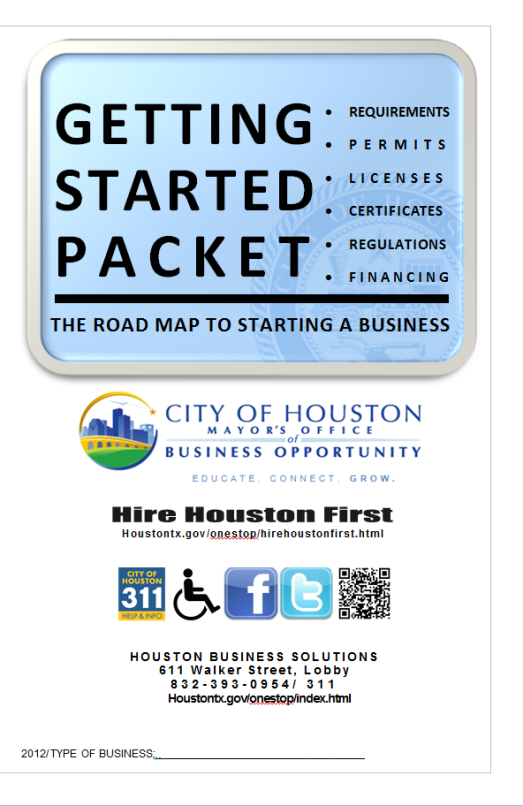 GETTING
STARTED
PACKET
• REQUIREMENTS
• PERMITS
• LICENSES
• CERTIFICATES
• REGULATIONS
• FINANCING
THE ROAD MAP TO STARTING A BUSINESS
CITY OF HOUSTON
MAYOR'S OFFICE
of
BUSINESS OPPORTUNITY
EDUCATE. CONNECT. GROW.
Hire Houston First
Houstontx.gov/onestop/hirehoustonfirst.html
CITY OF
HOUSTON
311
HELP & INFO
HOUSTON BUSINESS SOLUTIONS
611 Walker Street, Lobby
832-393-0954/ 311
Houstontx.gov/onestop/index.html
2012/TYPE OF BUSINESS: